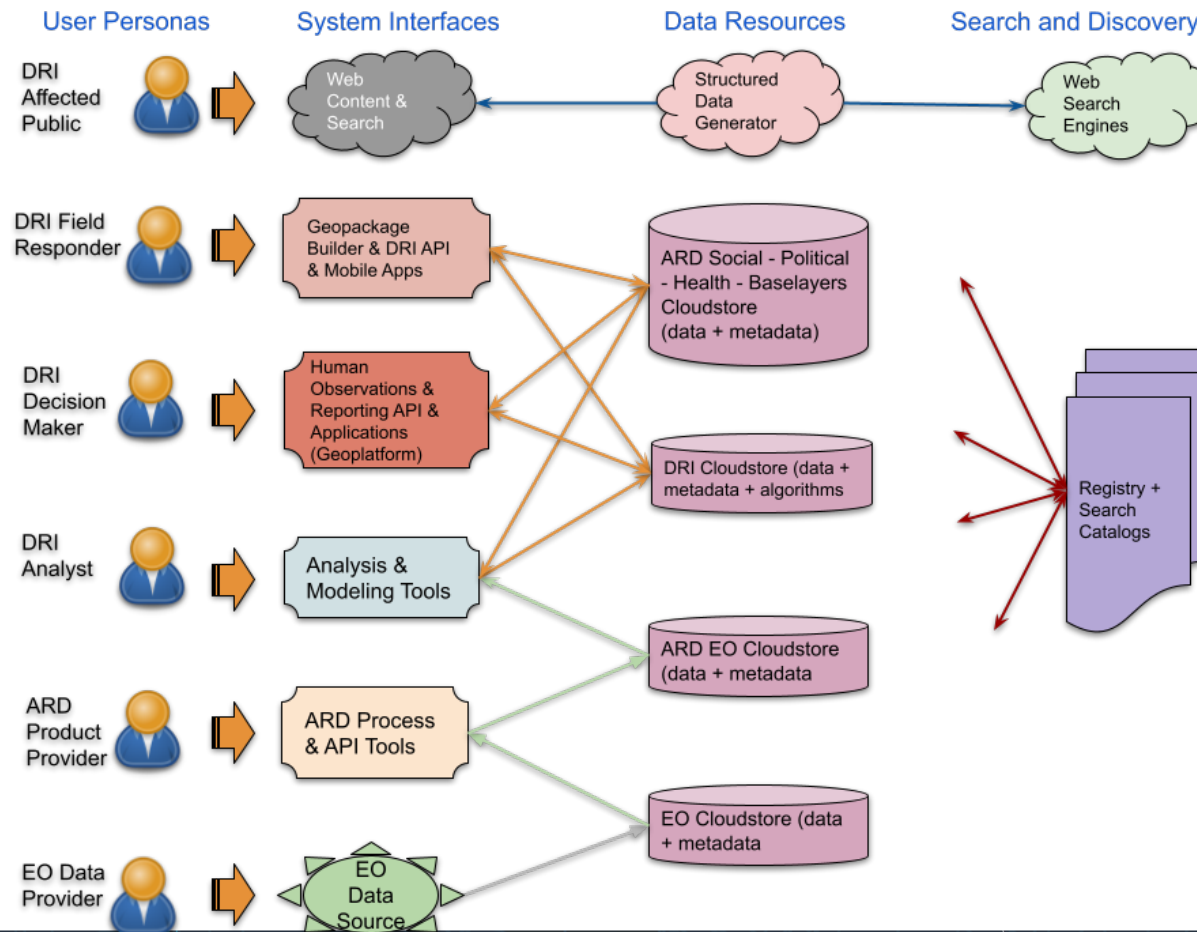 User Personas
System Interfaces
Data Resources
Search and Discovery
DRI
Affected
Public
Web
Content &
Search
Structured
Data
Generator
Web
Search
Engines
DRI Field
Responder
Geopackage
Builder & DRI API
& Mobile Apps
ARD Social - Political
- Health - Baselayers
Cloudstore
(data + metadata)
DRI
Decision
Maker
Human
Observations &
Reporting API &
Applications
(Geoplatform)
DRI Cloudstore (data +
metadata + algorithms
Registry +
Search
Catalogs
DRI
Analyst
Analysis &
Modeling Tools
ARD EO Cloudstore
(data + metadata
ARD
Product
Provider
ARD Process
& API Tools
EO Cloudstore (data
+ metadata
EO Data
Provider
EO
Data
Source